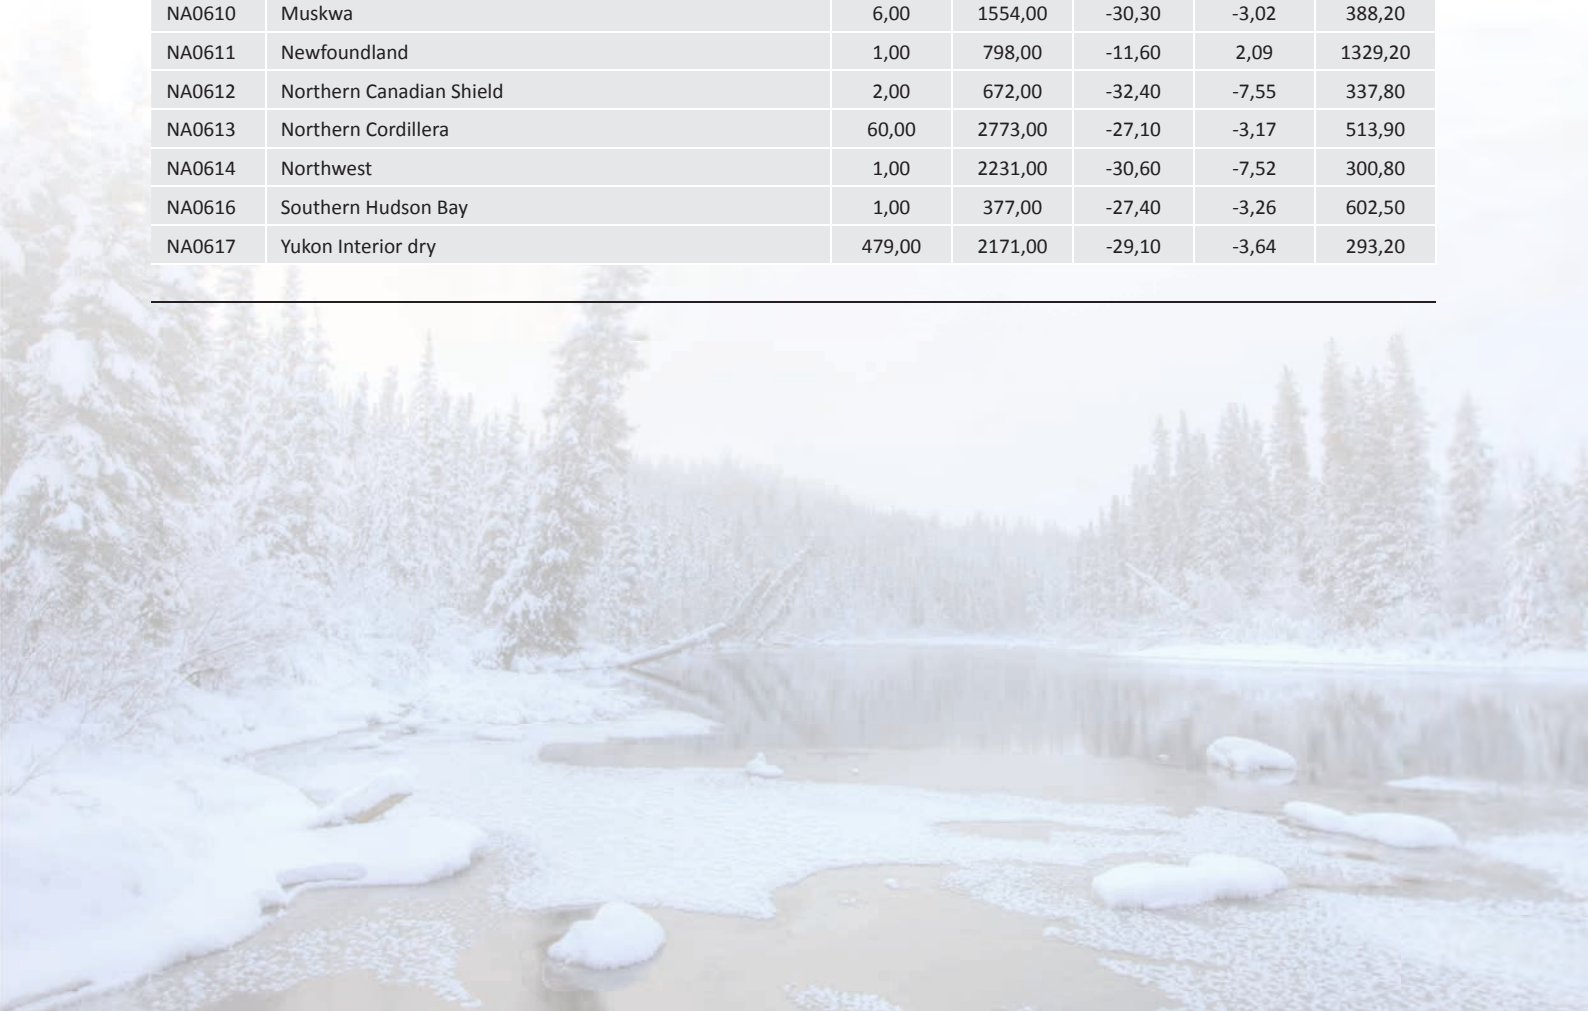 NA0610 Muskwa 6,00 1554,00 -30,30 -3,02 388,20
NA0611 Newfoundland 1,00 798,00 -11,60 2,09 1329,20
NA0612 Northern Canadian Shield 2,00 672,00 -32,40 -7,55 337,80
NA0613 Northern Cordillera 60,00 2773,00 -27,10 -3,17 513,90
NA0614 Northwest 1,00 2231,00 -30,60 -7,52 300,80
NA0616 Southern Hudson Bay 1,00 377,00 -27,40 -3,26 602,50
NA0617 Yukon Interior dry 479,00 2171,00 -29,10 -3,64 293,20